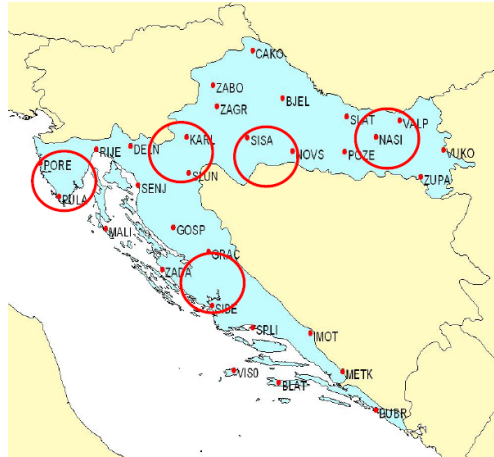 CAKO
ZABO
ZAGR
BJEL
SLAT
VALP
KARL
SISA
NASI
RIJE
DELN
NOVS
POZE
VUKO
PORE
SLUN
ZUPA
SENJ
PULA
MALI
GOSP
GRAC
ZADA
SIBE
SPLI
IMOT
VIS0
METK
BLAT
DUBR